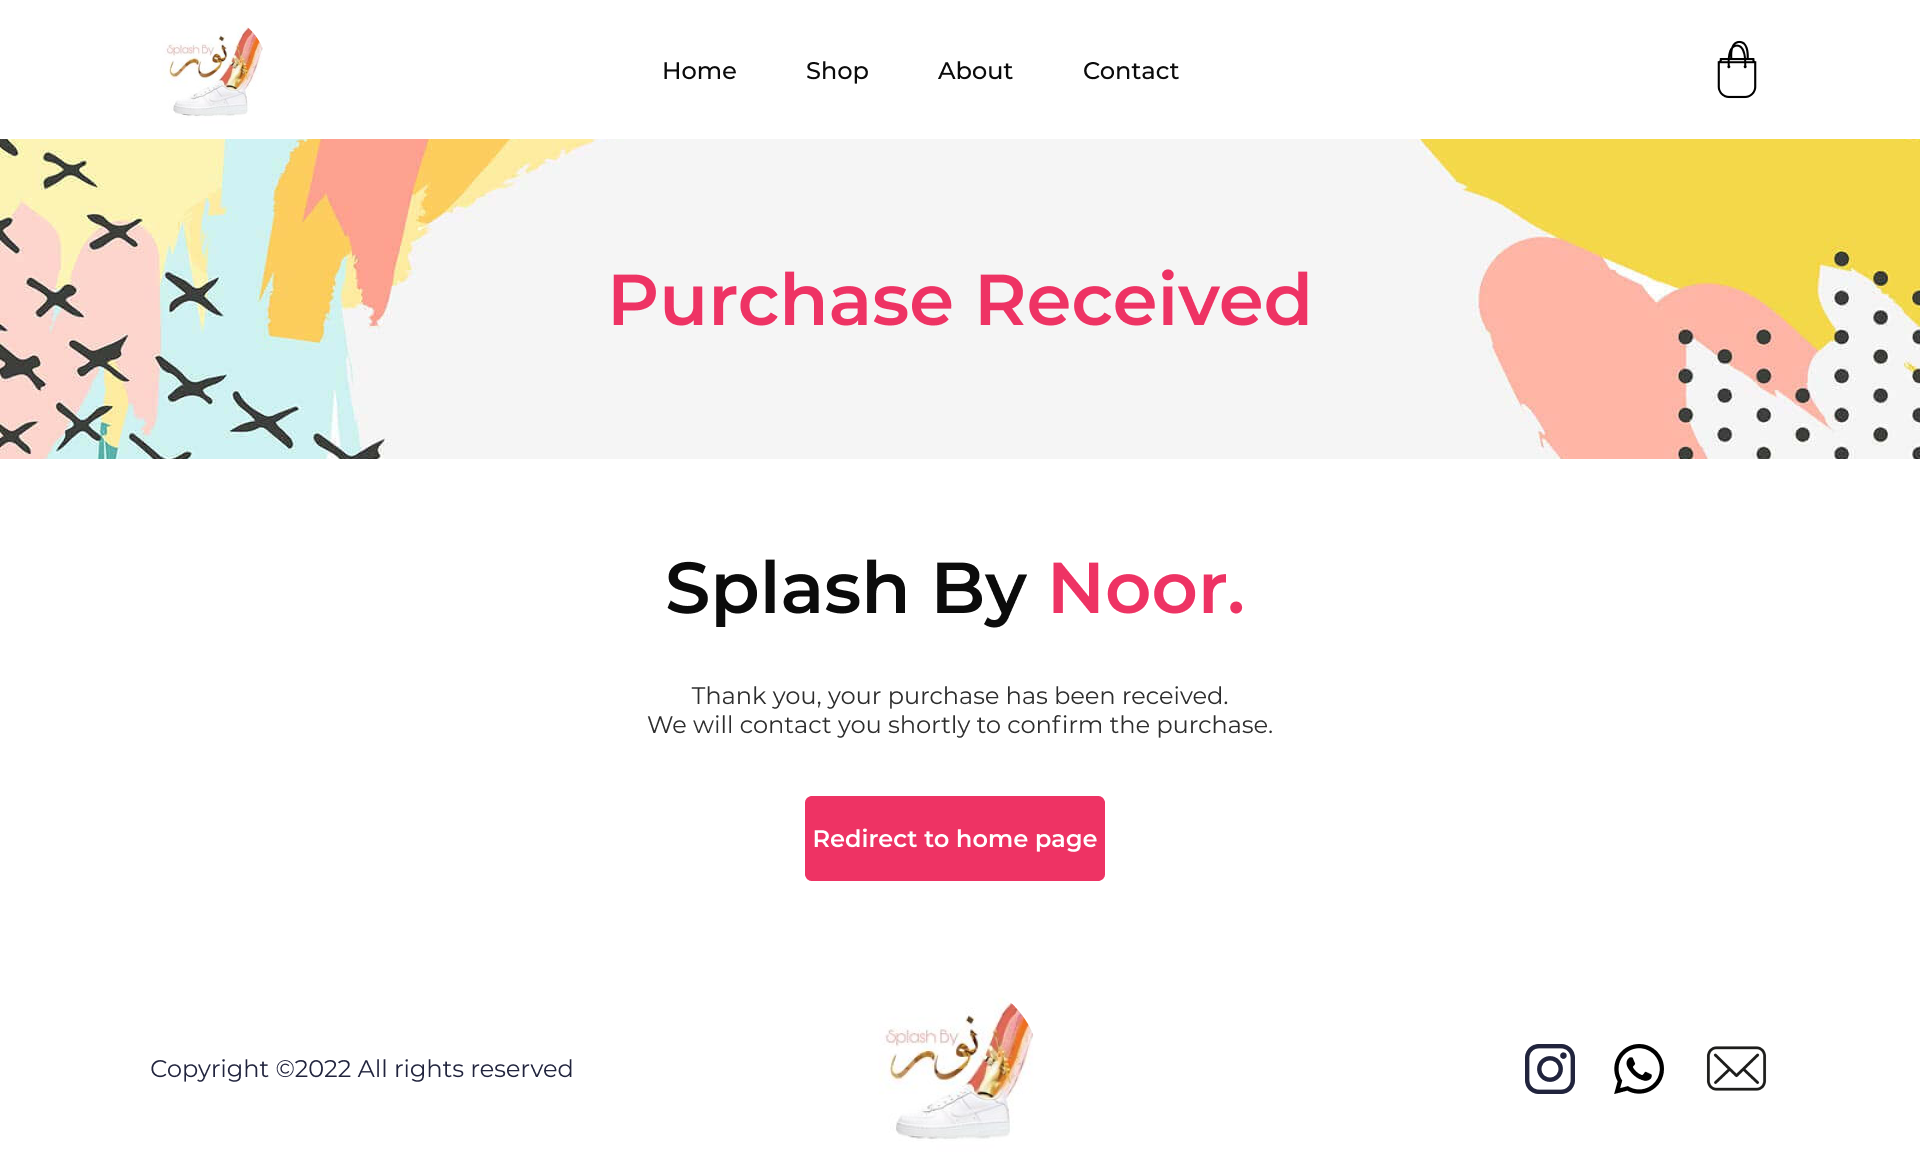 Splash By
نور
Home Shop About Contact
Purchase Received
Splash By Noor.
Thank you, your purchase has been received.
We will contact you shortly to confirm the purchase.
Redirect to home page
Copyright ©2022 All rights reserved
Splash By
نور